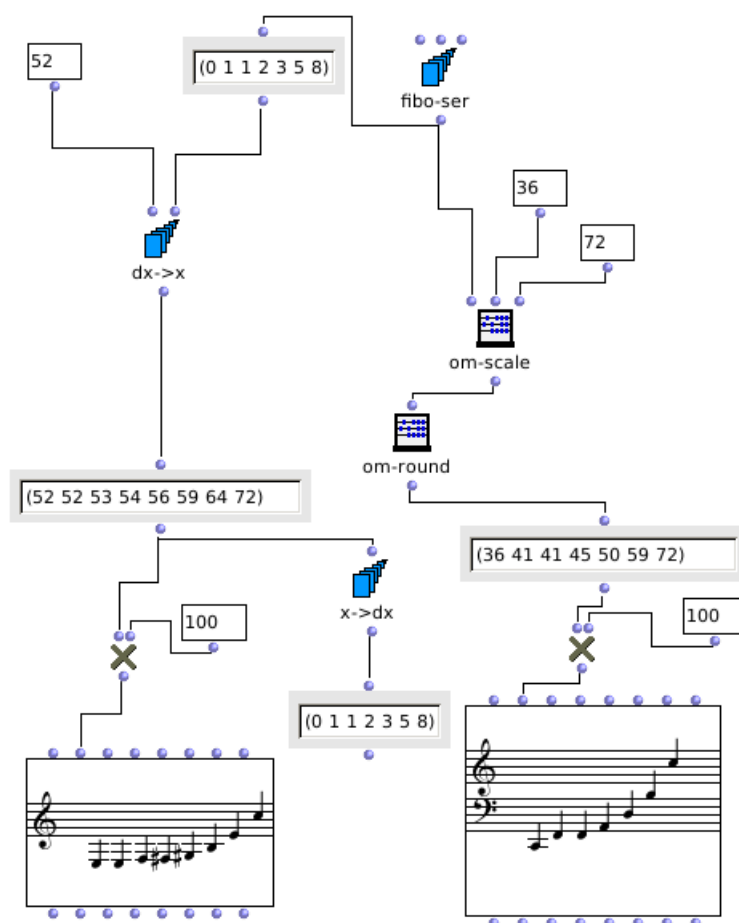 52
(0 1 1 2 3 5 8)
fibo-ser
36
72
dx->x
om-scale
om-round
(52 52 53 54 56 59 64 72)
(36 41 41 45 50 59 72)
x->dx
100
100
(0 1 1 2 3 5 8)